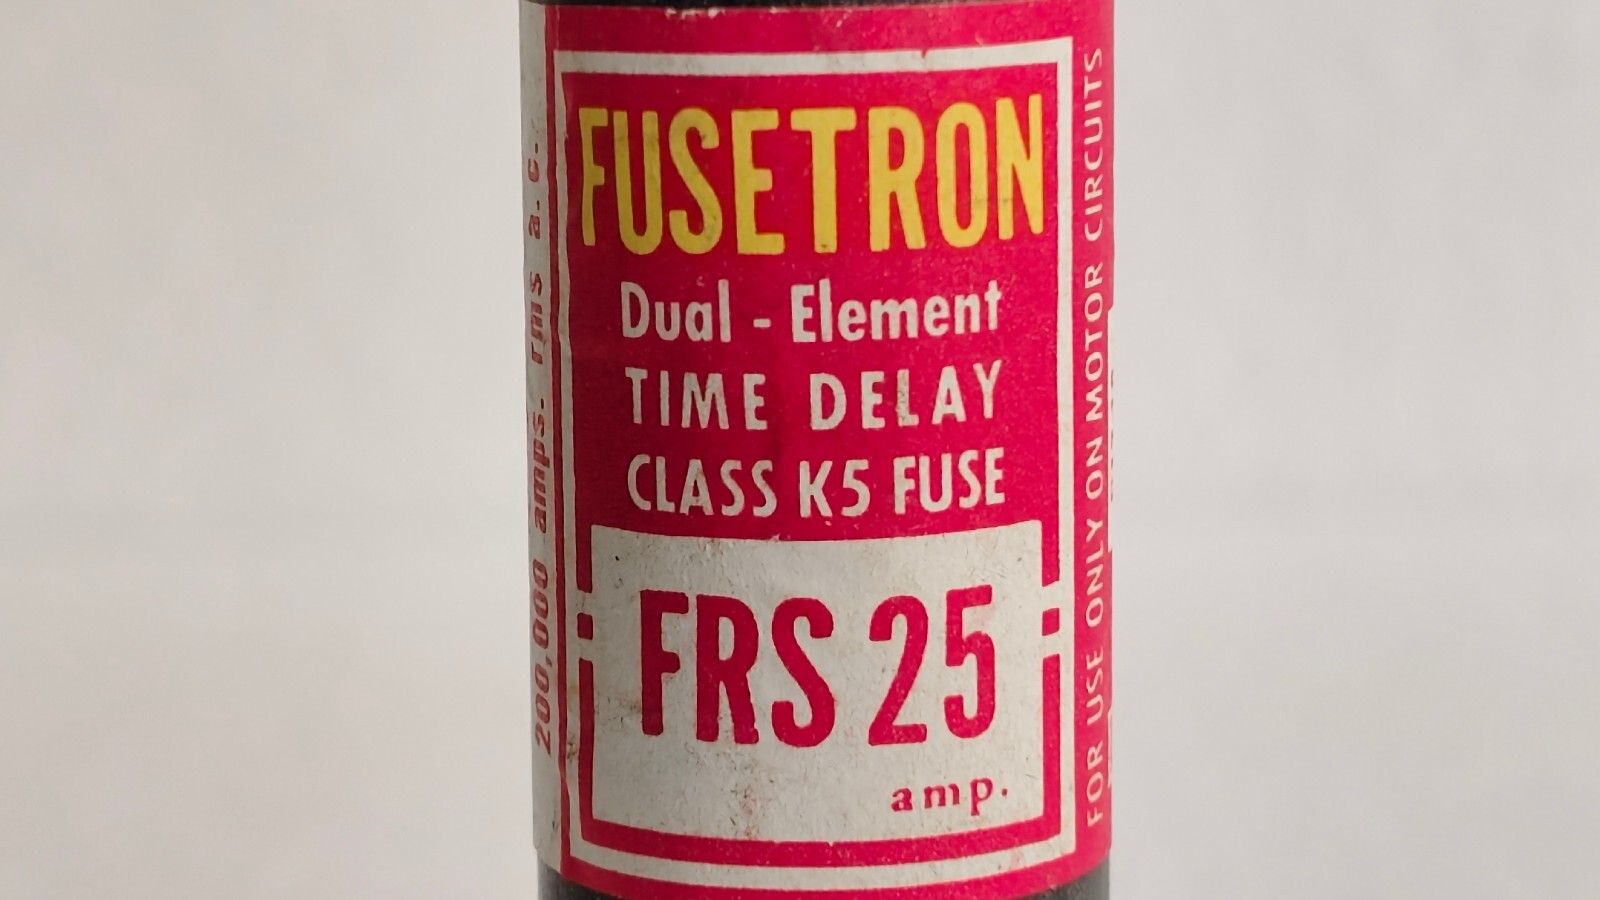 FUSETRON
Dual - Element
TIME DELAY
CLASS K5 FUSE
FRS 25
amp.
200,000 amps. rms a.c.
FOR USE ONLY ON MOTOR CIRCUITS